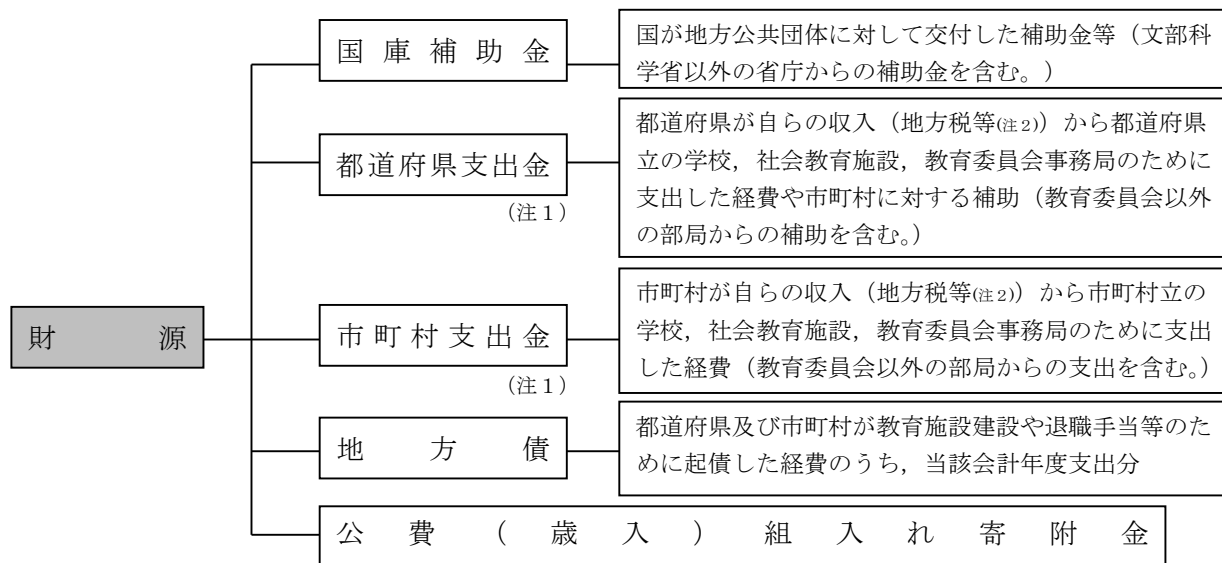 国庫補助金
国が地方公共団体に対して交付した補助金等（文部科
学省以外の省庁からの補助金を含む。）
都道府県支出金
（注１）
都道府県が自らの収入（地方税等(注２)）から都道府県
立の学校，社会教育施設，教育委員会事務局のために
支出した経費や市町村に対する補助（教育委員会以外
の部局からの補助を含む。）
財源
市町村支出金
（注１）
市町村が自らの収入（地方税等(注２)）から市町村立の
学校，社会教育施設，教育委員会事務局のために支出
した経費（教育委員会以外の部局からの支出を含む。）
地方債
都道府県及び市町村が教育施設建設や退職手当等のた
めに起債した経費のうち，当該会計年度支出分
公費（歳入）組入れ寄附金